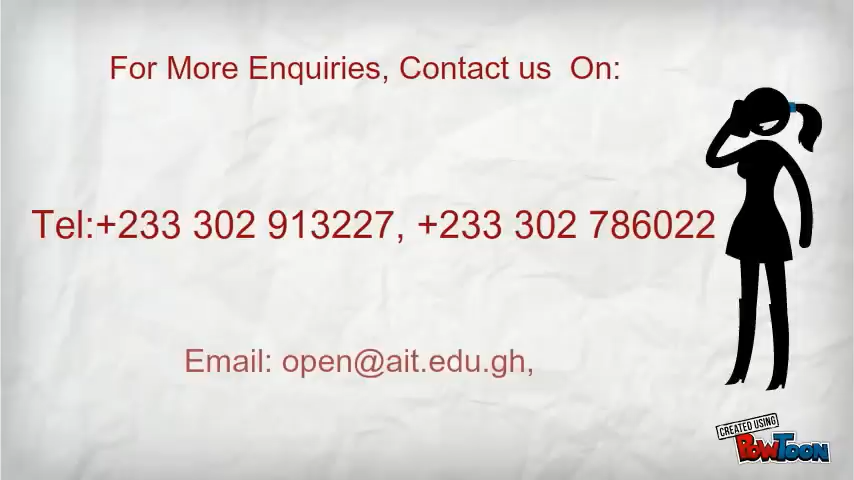 For More Enquiries, Contact us On:
Tel:+233 302 913227, +233 302 786022
Email: open@ait.edu.gh,
CREATED USING
POWTOON